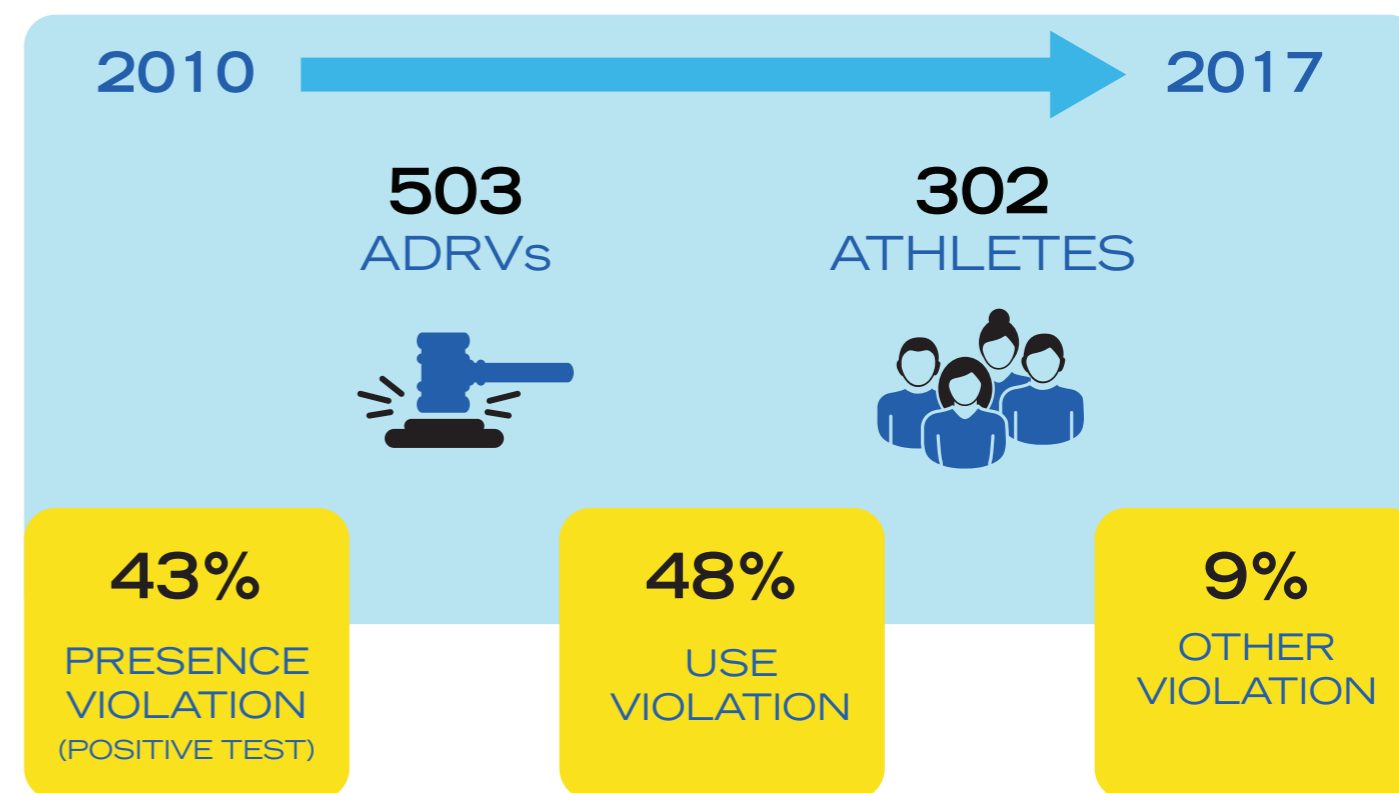 2010
2017
503
ADRVs
302
ATHLETES
43%
PRESENCE
VIOLATION
(POSITIVE TEST)
48%
USE
VIOLATION
9%
OTHER
VIOLATION